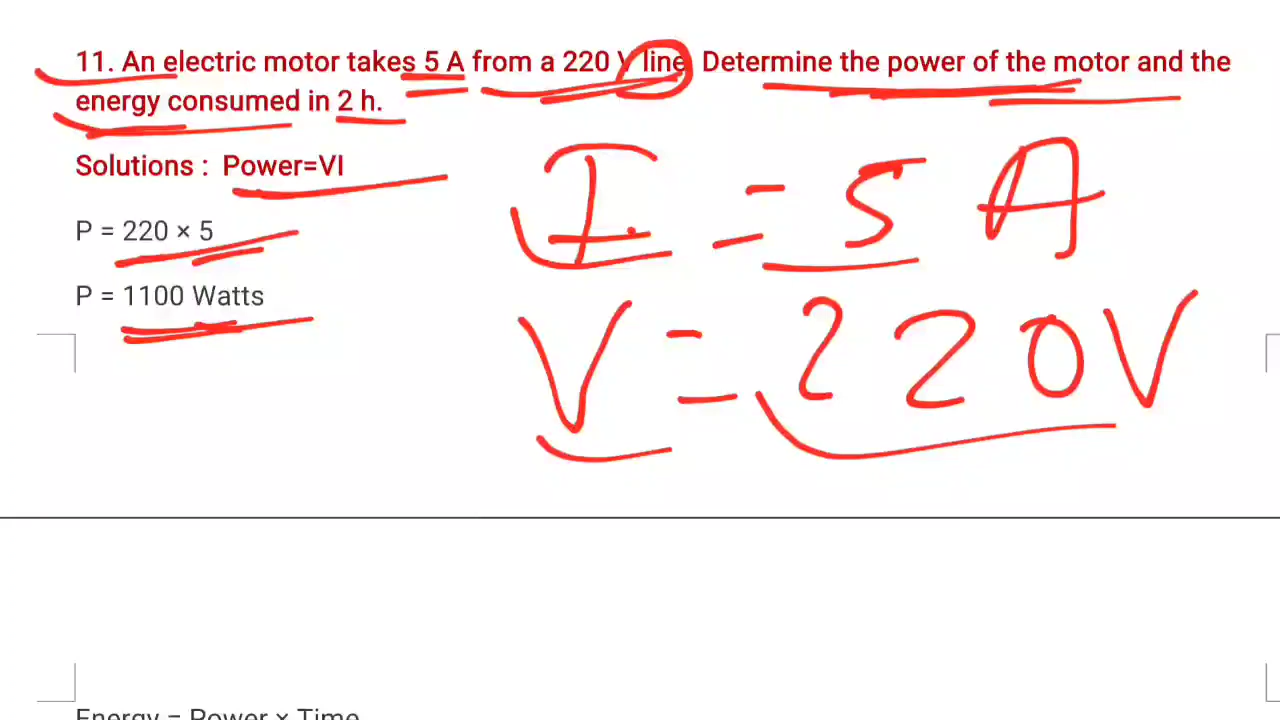 11. An electric motor takes 5 A from a 220 V line. Determine the power of the motor and the
energy consumed in 2 h.
Solutions : Power=VI
I = 5 A
P = 220 × 5
P = 1100 Watts
V = 220V
Energy = Power × Time